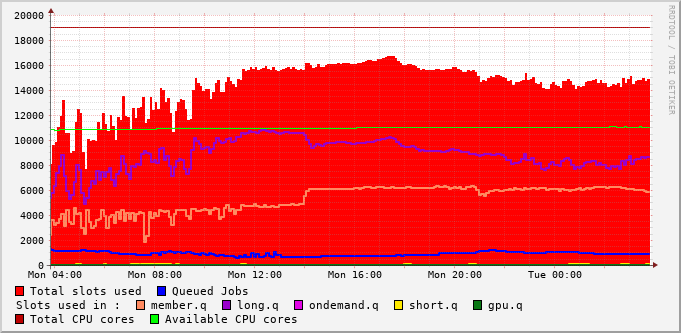 RRDTOOL / TOBI OETIKER
20000
18000
16000
14000
12000
10000
8000
6000
4000
2000
0
Mon 04:00 Mon 08:00 Mon 12:00 Mon 16:00 Mon 20:00 Tue 00:00
Total slots used Queued Jobs
Slots used in : member.q long.q ondemand.q short.q gpu.q
Total CPU cores Available CPU cores